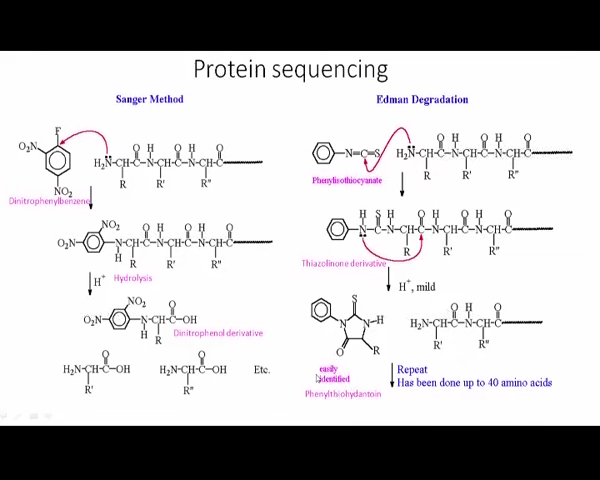 Protein sequencing
Sanger Method
F
O₂N
NO₂
H₂N-CH-C-N-CH-C-N-CH-C
O H O H O
R R' R"
Dinitrophenylbenzene
NO₂
O₂N
N-CH-C-N-CH-C-N-CH-C
H
O H O H O
R R' R"
H⁺ Hydrolysis
NO₂
O₂N
N-CH-C-OH
H
O
R
Dinitrophenol derivative
H₂N-CH-C-OH
O
R'
H₂N-CH-C-OH
O
R"
Etc.
Edman Degradation
N=C=S
H₂N-CH-C-N-CH-C-N-CH-C
O H O H O
R R' R"
Phenylisothiocyanate
H S H O H O H O
N-C-N-CH-C-N-CH-C-N-CH-C
R R' R"
Thiazolinone derivative
H⁺, mild
S
N N-H
O R
H₂N-CH-C-N-CH-C
O H O
R' R"
easily
identified
Phenylthiohydantoin
Repeat
Has been done up to 40 amino acids